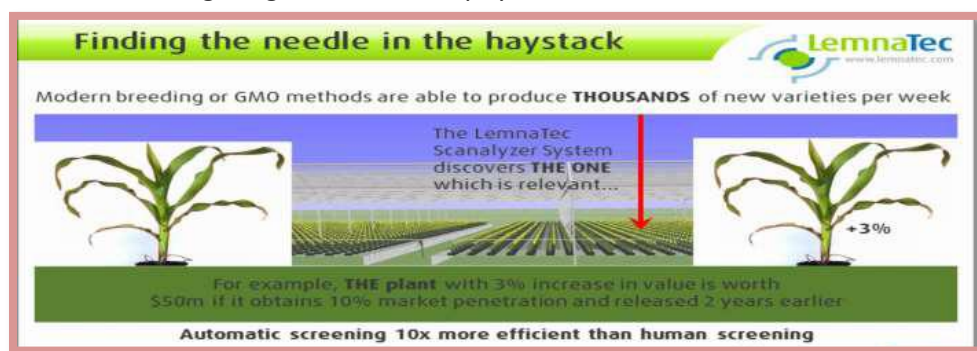 Finding the needle in the haystack
LemnaTec
www.lemnatec.com
Modern breeding or GMO methods are able to produce THOUSANDS of new varieties per week
The LemnaTec
Scanalyzer System
discovers THE ONE
which is relevant...
+3%
For example, THE plant with 3% increase in value is worth
$50m if it obtains 10% market penetration and released 2 years earlier
Automatic screening 10x more efficient than human screening